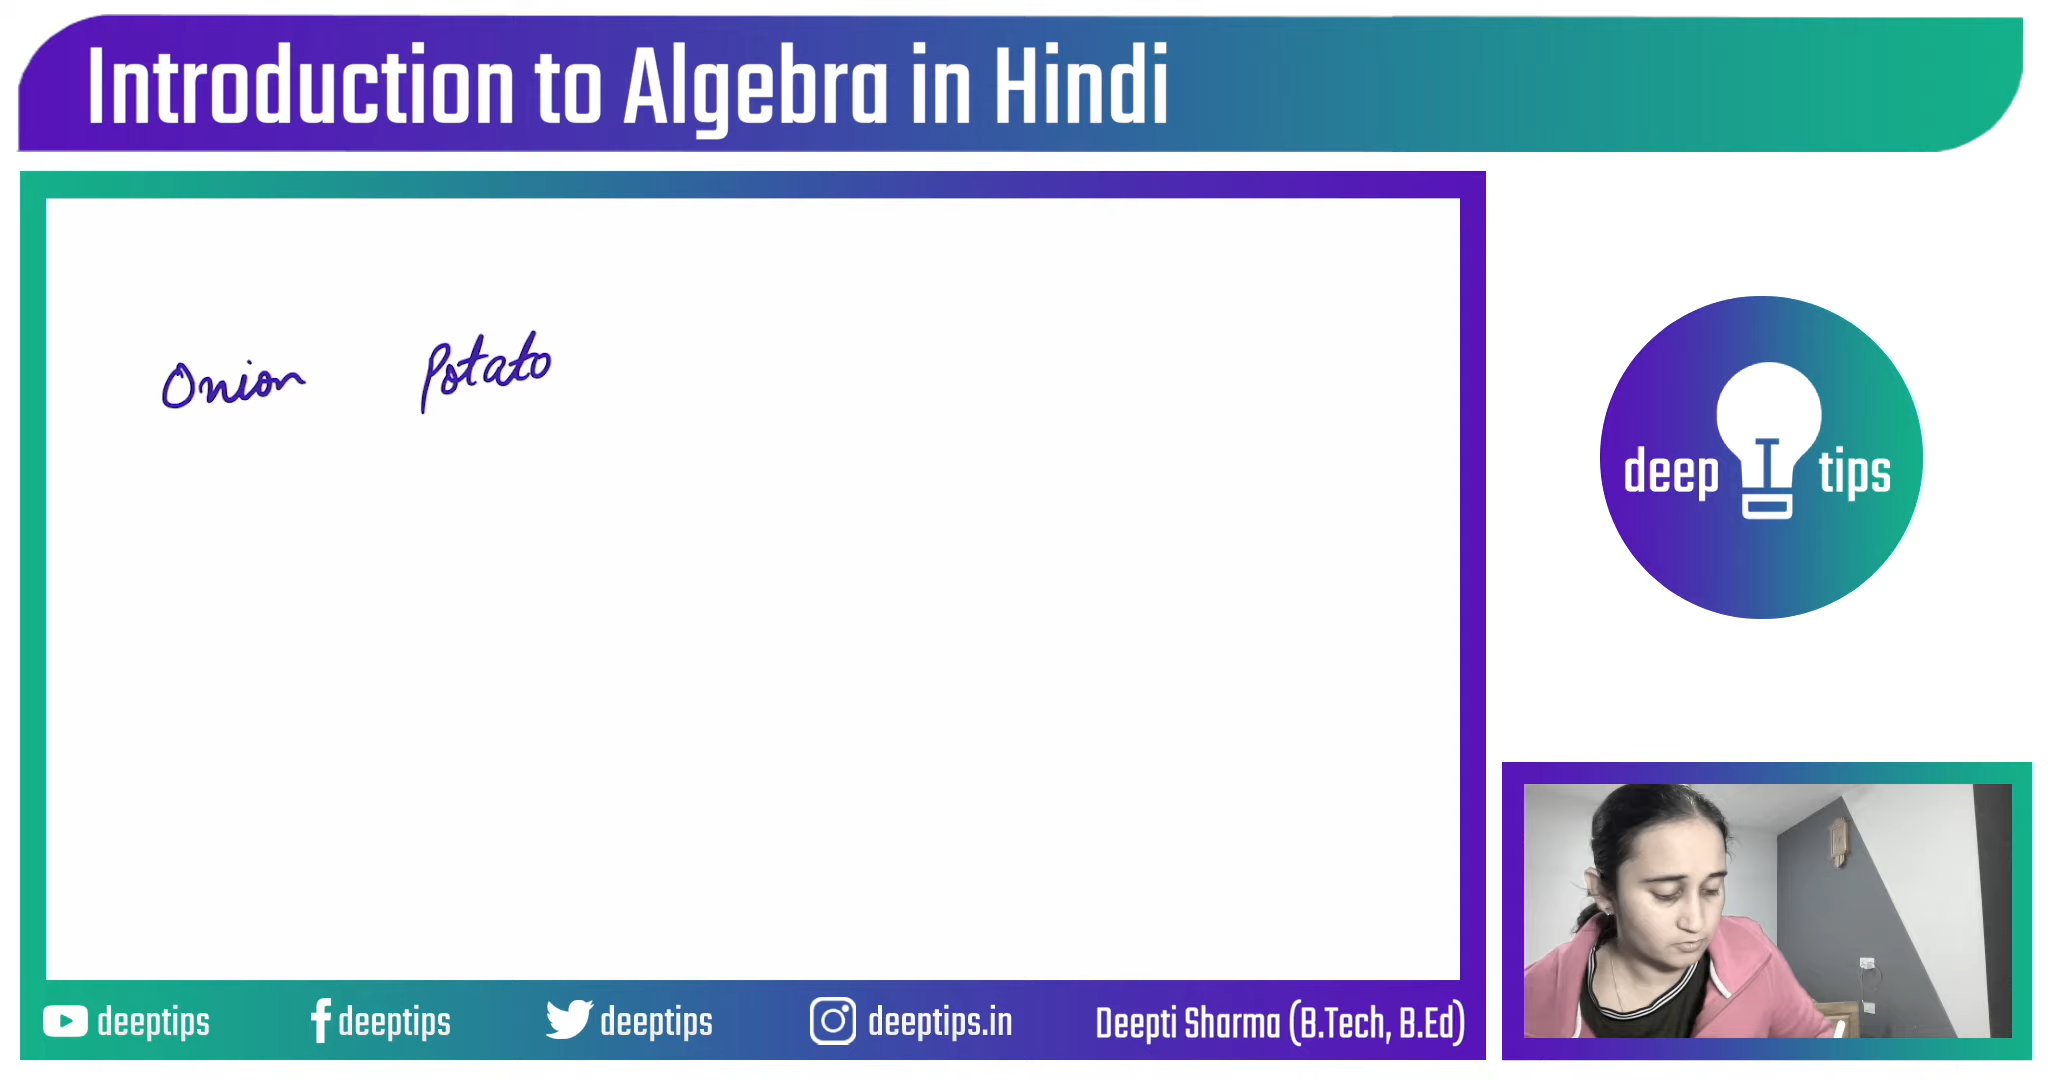 Introduction to Algebra in Hindi
Onion Potato
deep tips
deeptips deeptips deeptips deeptips.in Deepti Sharma (B.Tech, B.Ed)